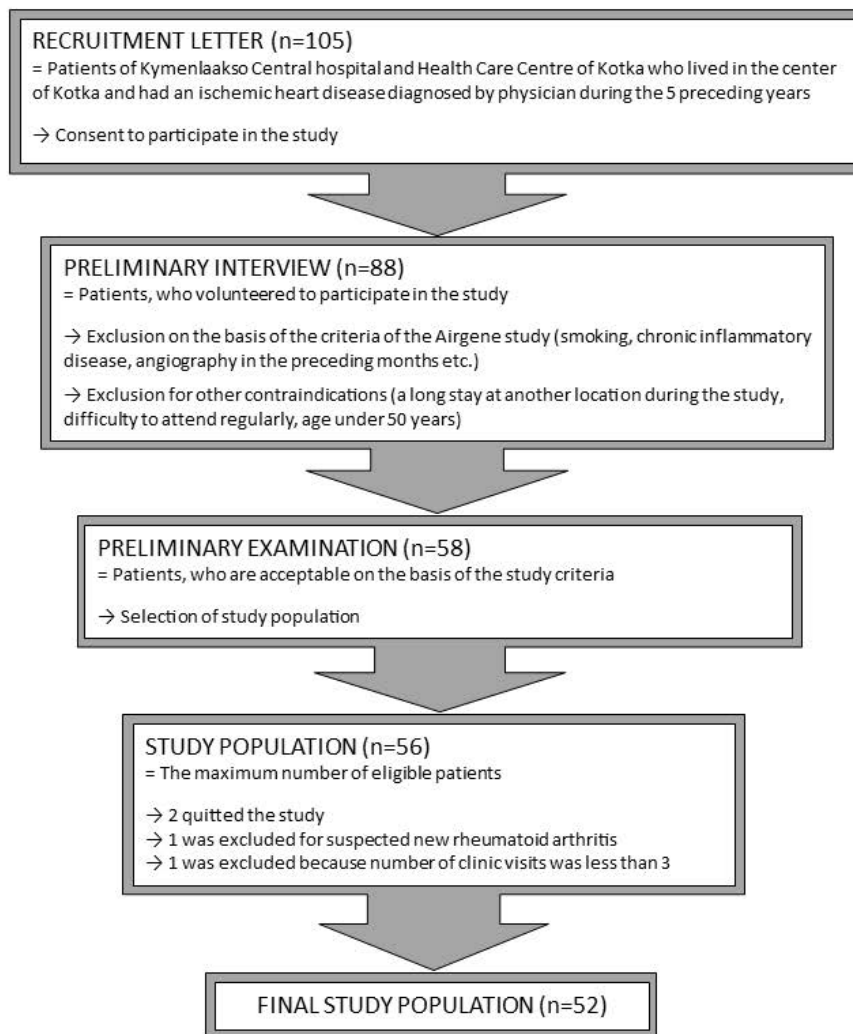 RECRUITMENT LETTER (n=105)
= Patients of Kymenlaakso Central hospital and Health Care Centre of Kotka who lived in the center
of Kotka and had an ischemic heart disease diagnosed by physician during the 5 preceding years
→ Consent to participate in the study
PRELIMINARY INTERVIEW (n=88)
= Patients, who volunteered to participate in the study
→ Exclusion on the basis of the criteria of the Airgene study (smoking, chronic inflammatory
disease, angiography in the preceding months etc.)
→ Exclusion for other contraindications (a long stay at another location during the study,
difficulty to attend regularly, age under 50 years)
PRELIMINARY EXAMINATION (n=58)
= Patients, who are acceptable on the basis of the study criteria
→ Selection of study population
STUDY POPULATION (n=56)
= The maximum number of eligible patients
→ 2 quitted the study
→ 1 was excluded for suspected new rheumatoid arthritis
→ 1 was excluded because number of clinic visits was less than 3
FINAL STUDY POPULATION (n=52)